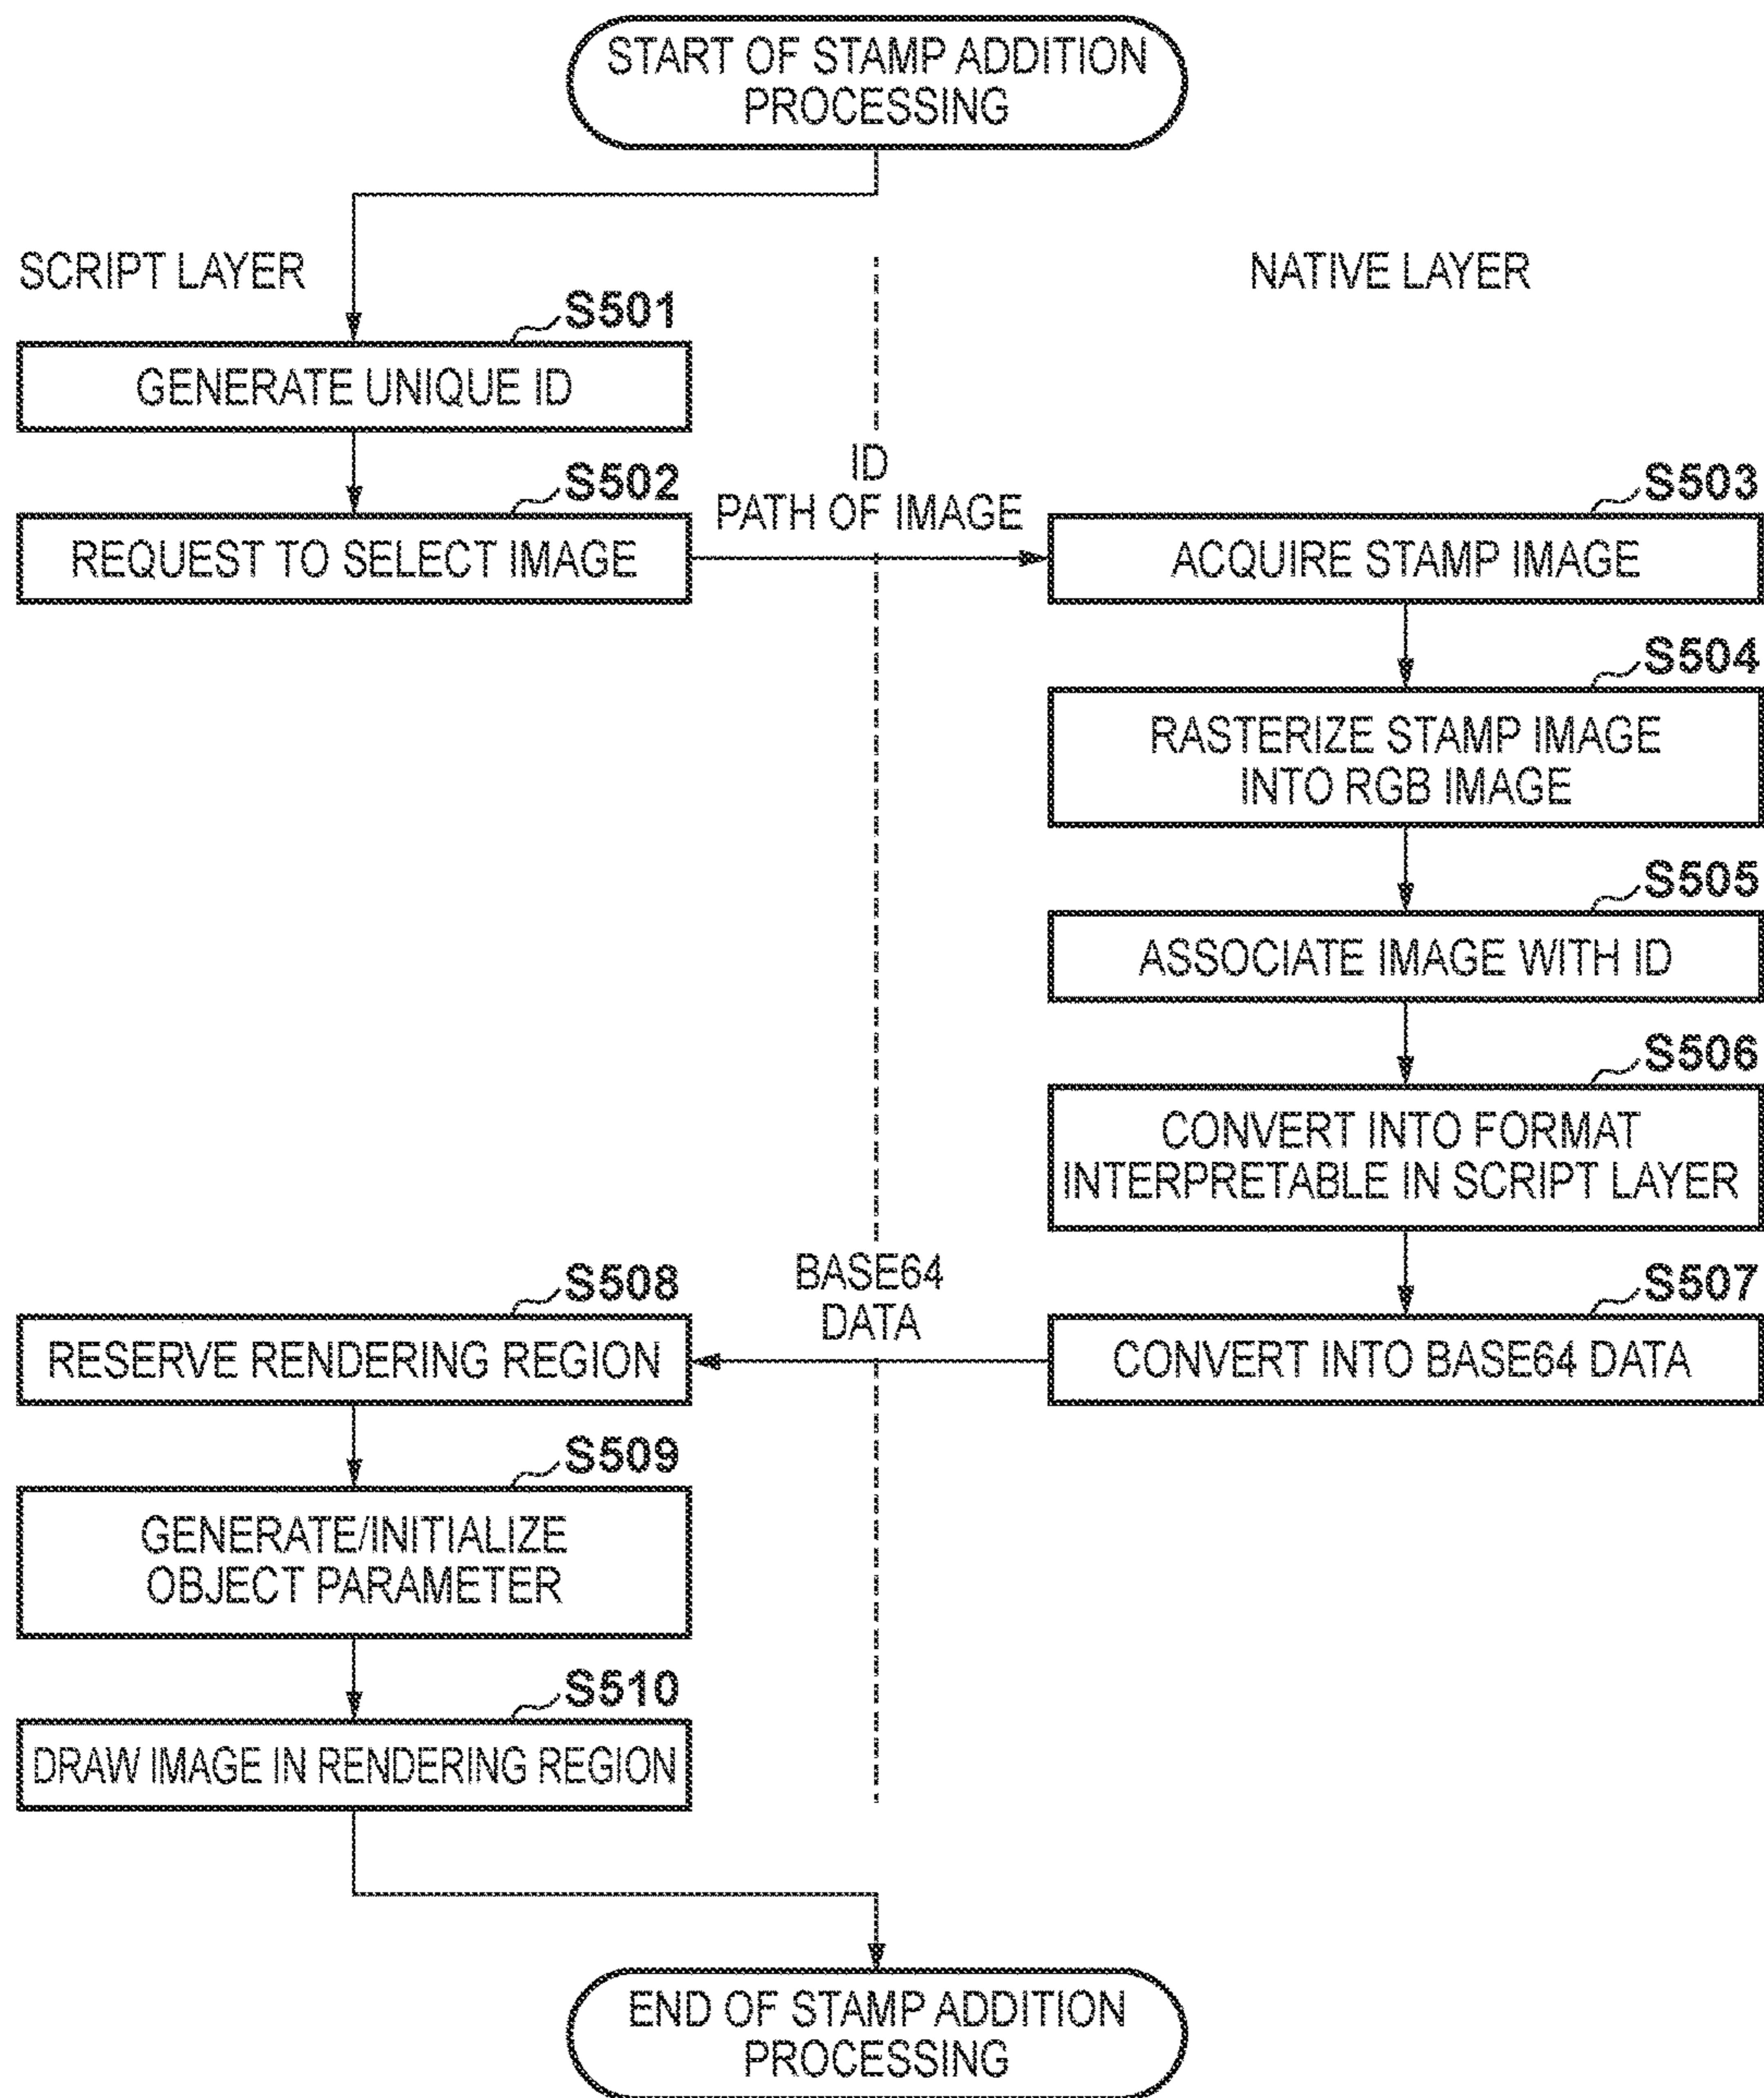 START OF STAMP ADDITION
PROCESSING
SCRIPT LAYER
NATIVE LAYER
S501
GENERATE UNIQUE ID
S502
REQUEST TO SELECT IMAGE
ID
PATH OF IMAGE
S503
ACQUIRE STAMP IMAGE
S504
RASTERIZE STAMP IMAGE
INTO RGB IMAGE
S505
ASSOCIATE IMAGE WITH ID
S506
CONVERT INTO FORMAT
INTERPRETABLE IN SCRIPT LAYER
S507
CONVERT INTO BASE64 DATA
BASE64
DATA
S508
RESERVE RENDERING REGION
S509
GENERATE/INITIALIZE
OBJECT PARAMETER
S510
DRAW IMAGE IN RENDERING REGION
END OF STAMP ADDITION
PROCESSING